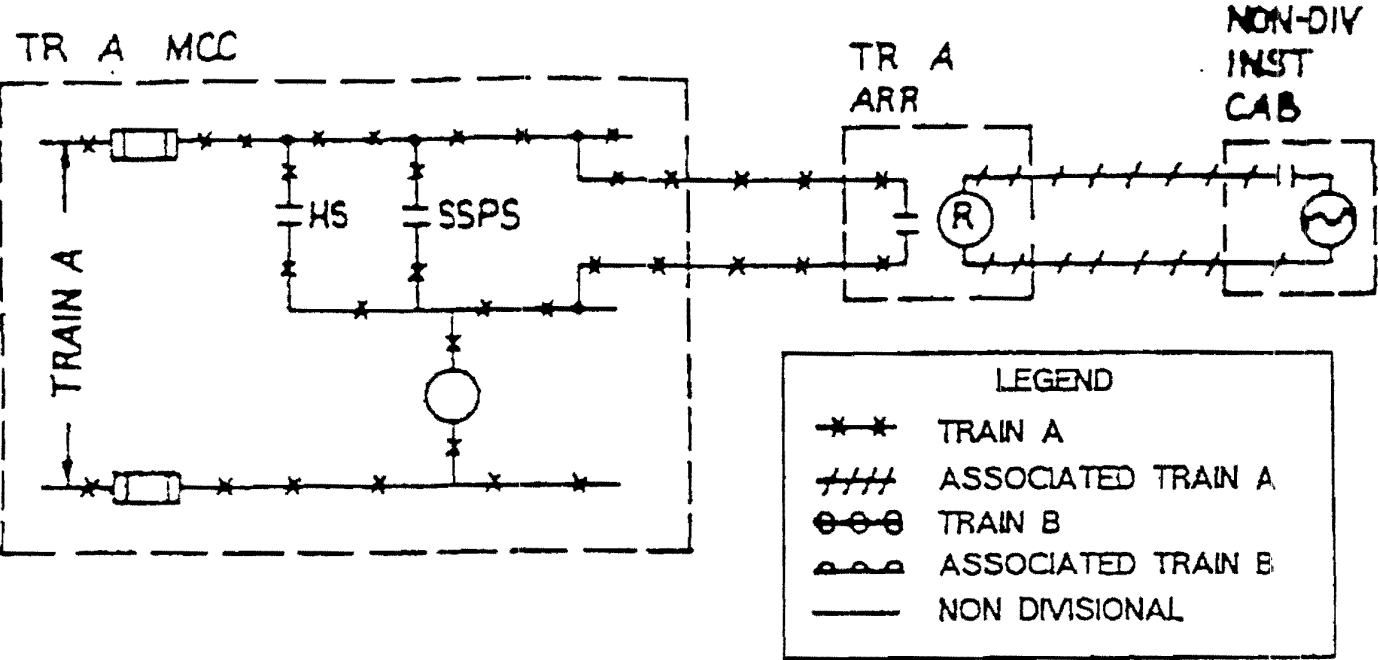 TR A MCC
TR A
ARR
NON-DIV
INST
CAB
HS
SSPS
R
TRAIN A
LEGEND
TRAIN A
ASSOCIATED TRAIN A
TRAIN B
ASSOCIATED TRAIN B
NON DIVISIONAL